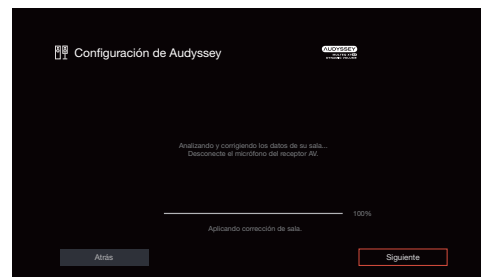 Configuración de Audyssey
AUDYSSEY
Analizando y corrigiendo los datos de su sala...
Desconecte el micrófono del receptor AV.
100%
Aplicando corrección de sala.
Atrás
Siguiente